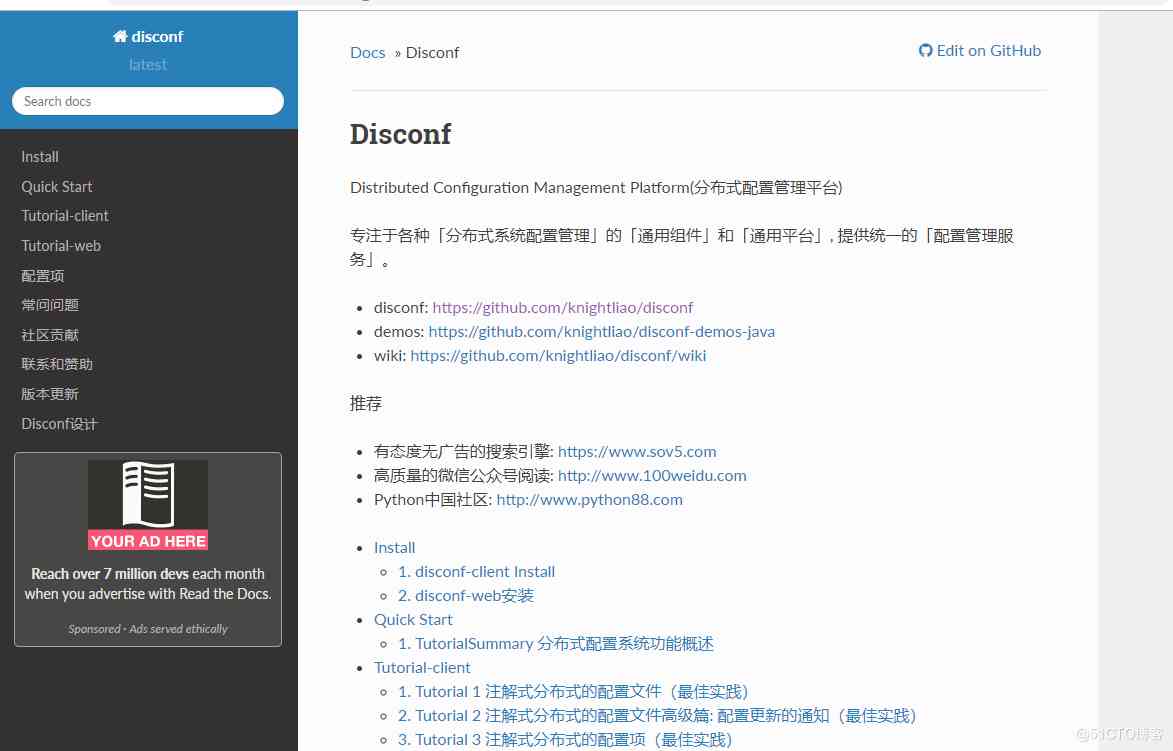 disconf
latest
Search docs
Install
Quick Start
Tutorial-client
Tutorial-web
配置项
常问问题
社区贡献
联系和赞助
版本更新
Disconf设计
YOUR AD HERE
Reach over 7 million devs each month
when you advertise with Read the Docs.
Sponsored · Ads served ethically
Docs » Disconf
Edit on GitHub
Disconf
Distributed Configuration Management Platform(分布式配置管理平台)
专注于各种「分布式系统配置管理」的「通用组件」和「通用平台」, 提供统一的「配置管理服
务」。
disconf: https://github.com/knightliao/disconf
demos: https://github.com/knightliao/disconf-demos-java
wiki: https://github.com/knightliao/disconf/wiki
推荐
有态度无广告的搜索引擎: https://www.sov5.com
高质量的微信公众号阅读: http://www.100weidu.com
Python中国社区: http://www.python88.com
Install
1. disconf-client Install
2. disconf-web安装
Quick Start
1. TutorialSummary 分布式配置系统功能概述
Tutorial-client
1. Tutorial 1 注解式分布式的配置文件（最佳实践）
2. Tutorial 2 注解式分布式的配置文件高级篇: 配置更新的通知（最佳实践）
3. Tutorial 3 注解式分布式的配置项（最佳实践）
@51CTO博客